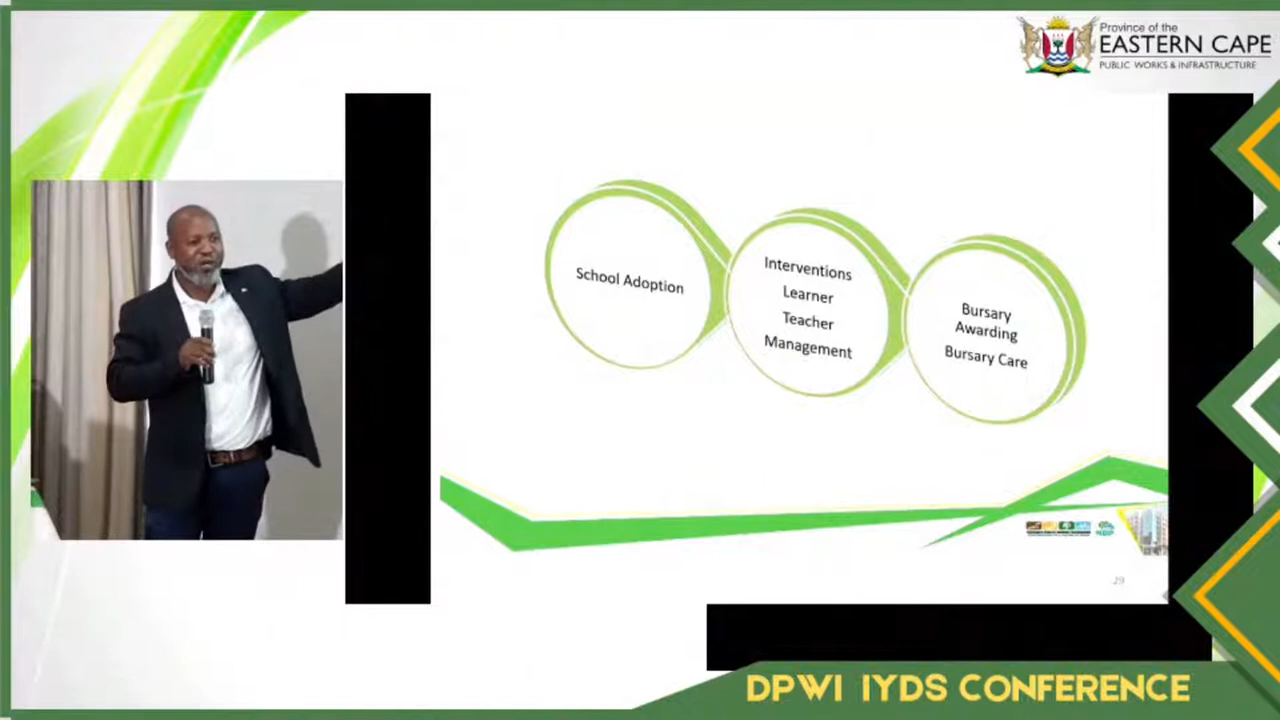 Province of the
EASTERN CAPE
PUBLIC WORKS & INFRASTRUCTURE
School Adoption
Interventions
Learner
Teacher
Management
Bursary
Awarding
Bursary Care
29
DPWI IYDS CONFERENCE